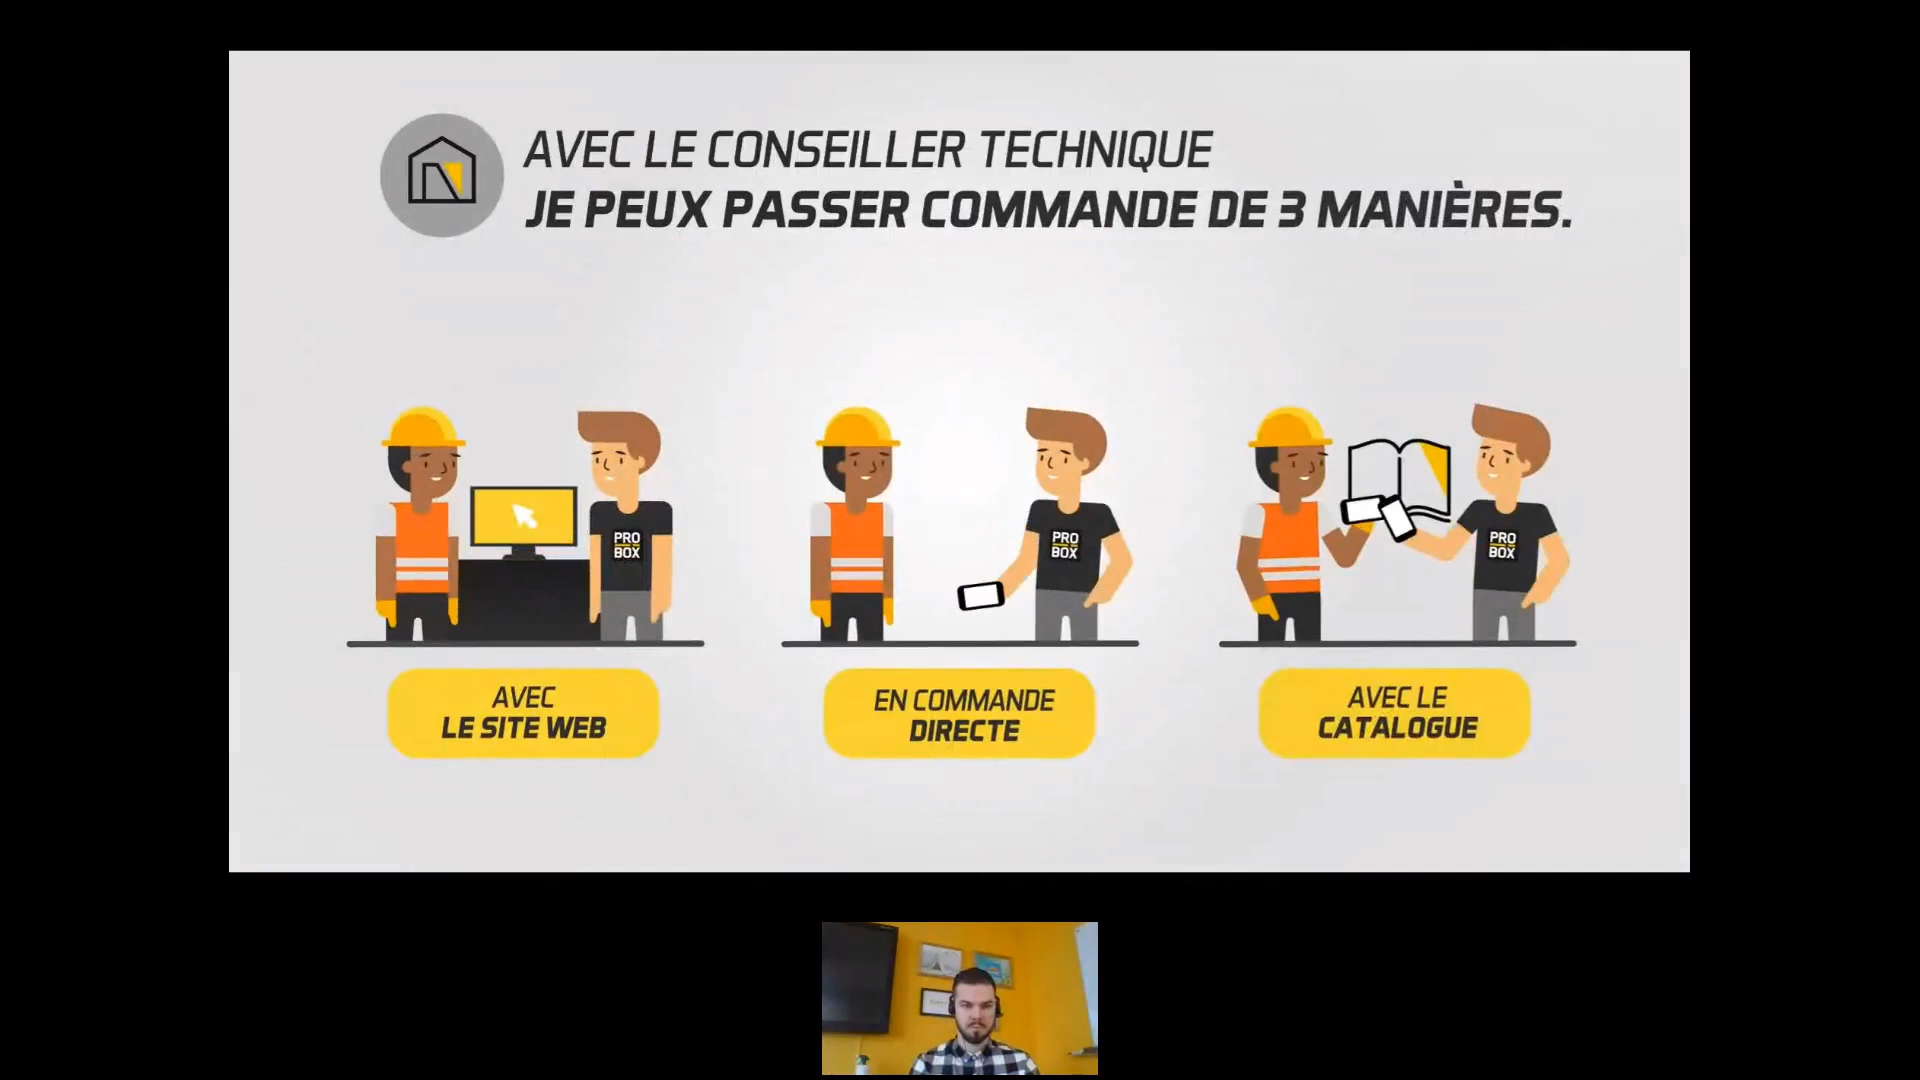 AVEC LE CONSEILLER TECHNIQUE
JE PEUX PASSER COMMANDE DE 3 MANIÈRES.
PRO
BOX
PRO
BOX
PRO
BOX
AVEC
LE SITE WEB
EN COMMANDE
DIRECTE
AVEC LE
CATALOGUE